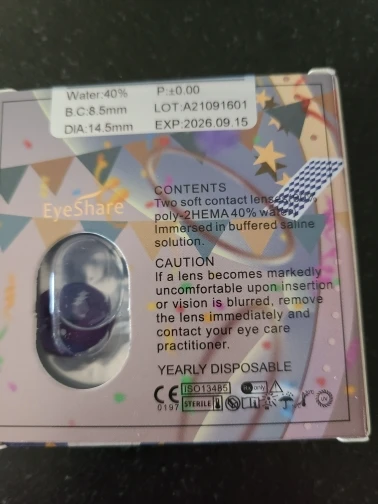 Water:40% P:±0.00
B.C:8.5mm LOT:A21091601
DIA:14.5mm EXP:2026.09.15
EyeShare
CONTENTS
Two soft contact lenses
poly-2HEMA 40% water
Immersed in buffered saline
solution.
CAUTION
If a lens becomes markedly
uncomfortable upon insertion
or vision is blurred, remove
the lens immediately and
contact your eye care
practitioner.
YEARLY DISPOSABLE
CE ISO13485 Rx only
0197 STERILE